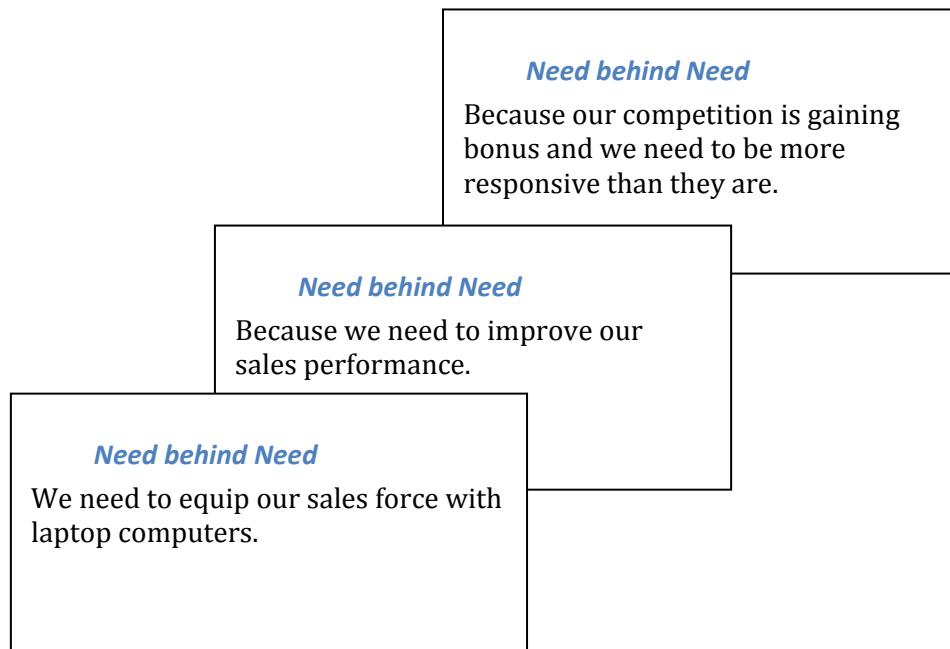 Need behind Need
Because our competition is gaining
bonus and we need to be more
responsive than they are.
Need behind Need
Because we need to improve our
sales performance.
Need behind Need
We need to equip our sales force with
laptop computers.